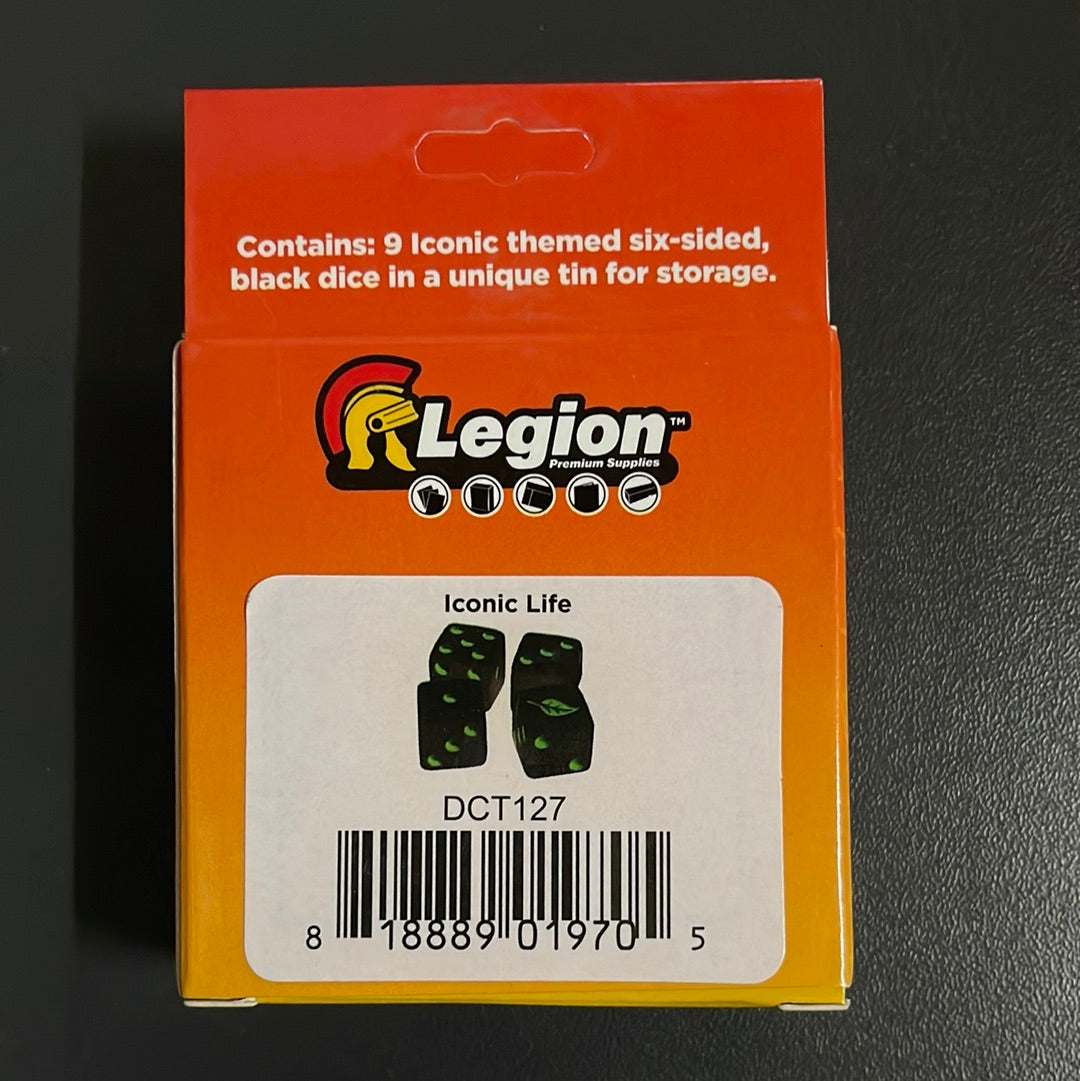 Contains: 9 Iconic themed six-sided,
black dice in a unique tin for storage.
Legion™
Premium Supplies
Iconic Life
DCT127
8 18889 01970 5